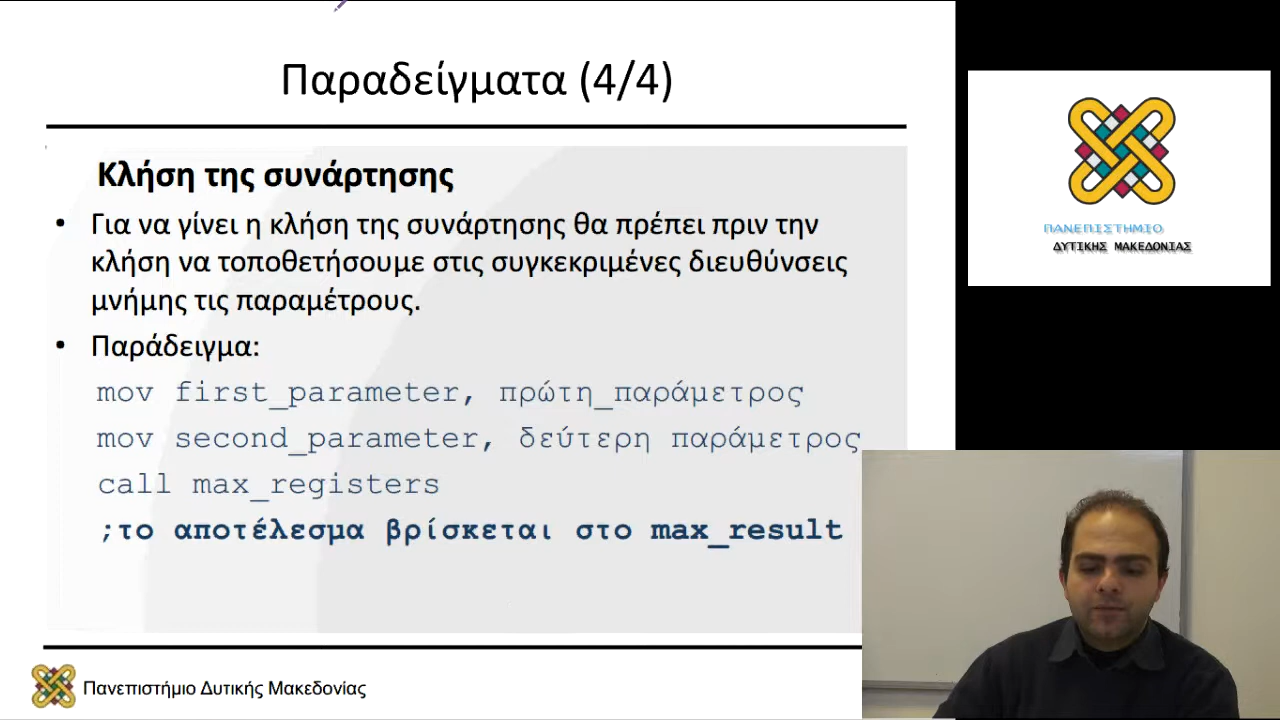 Παραδείγματα (4/4)
Κλήση της συνάρτησης
• Για να γίνει η κλήση της συνάρτησης θα πρέπει πριν την
κλήση να τοποθετήσουμε στις συγκεκριμένες διευθύνσεις
μνήμης τις παραμέτρους.
• Παράδειγμα:
mov first_parameter, πρώτη_παράμετρος
mov second_parameter, δεύτερη παράμετρος
call max_registers
;το αποτέλεσμα βρίσκεται στο max_result
Πανεπιστήμιο Δυτικής Μακεδονίας
ΠΑΝΕΠΙΣΤΗΜΙΟ
ΔΥΤΙΚΗΣ ΜΑΚΕΔΟΝΙΑΣ